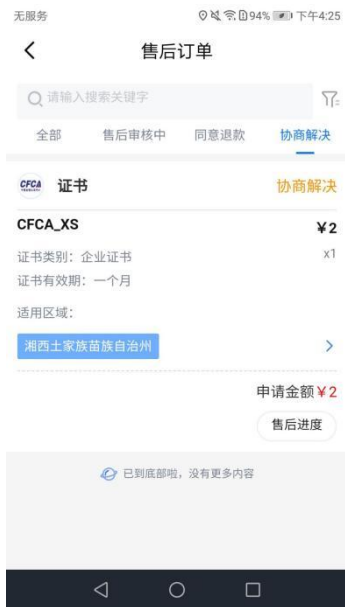 无服务
94%
下午4:25
售后订单
请输入搜索关键字
全部
售后审核中
同意退款
协商解决
CFCA
证书
协商解决
CFCA_XS
¥2
证书类别：企业证书
x1
证书有效期：一个月
适用区域：
湘西土家族苗族自治州
申请金额¥2
售后进度
已到底部啦，没有更多内容